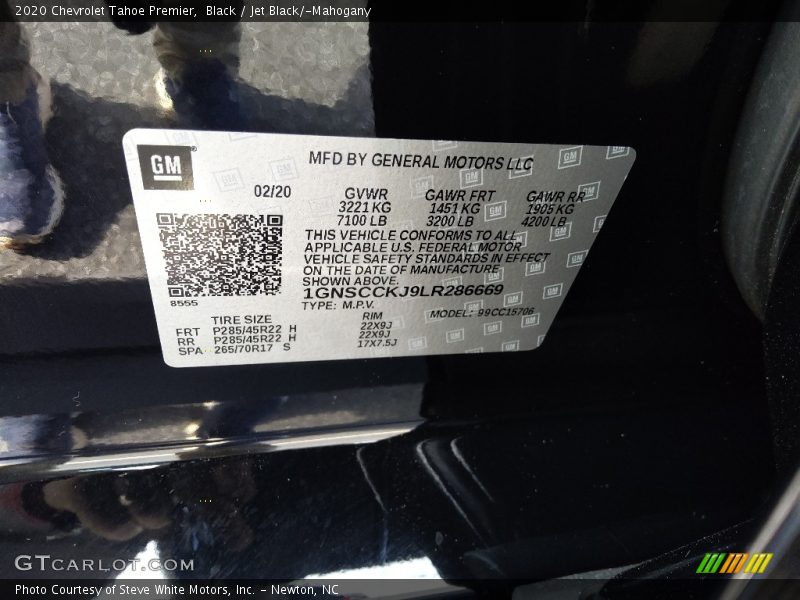 2020 Chevrolet Tahoe Premier,  Black / Jet Black/­Mahogany
GM
MFD BY GENERAL MOTORS LLC
02/20 GVWR GAWR FRT GAWR RR
3221 KG 1451 KG 1905 KG
7100 LB 3200 LB 4200 LB
THIS VEHICLE CONFORMS TO ALL
APPLICABLE U.S. FEDERAL MOTOR
VEHICLE SAFETY STANDARDS IN EFFECT
ON THE DATE OF MANUFACTURE
SHOWN ABOVE.
1GNSCCKJ9LR286669
8555
TYPE: M.P.V. MODEL: 99CC15706
TIRE SIZE RIM
FRT P285/45R22 H 22X9J
RR P285/45R22 H 22X9J
SPA 265/70R17 S 17X7.5J
GTCARLOT.COM
Photo Courtesy of Steve White Motors, Inc. - Newton, NC